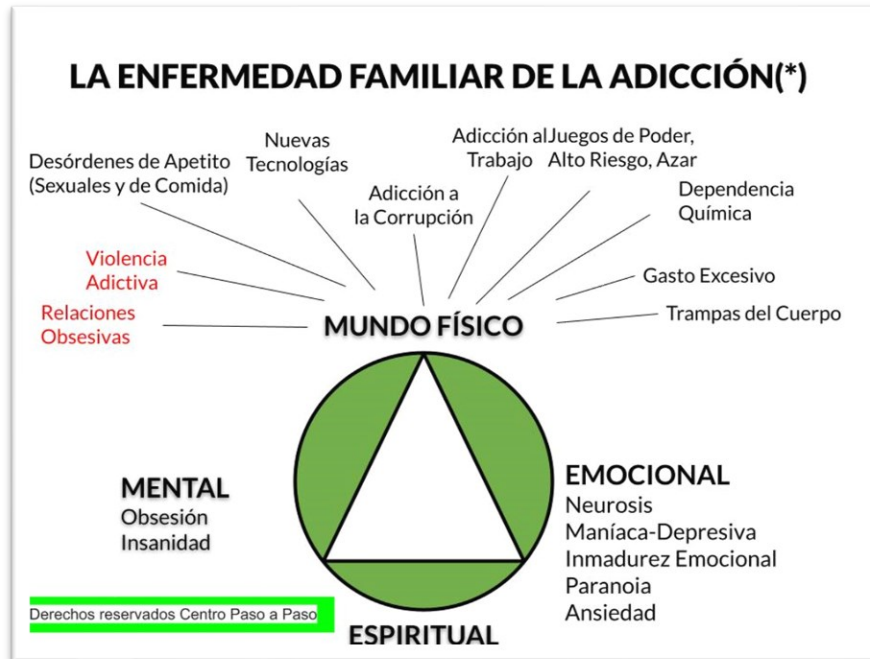 LA ENFERMEDAD FAMILIAR DE LA ADICCIÓN(*)
Desórdenes de Apetito
(Sexuales y de Comida)
Nuevas
Tecnologías
Adicción a
la Corrupción
Adicción al
Trabajo
Juegos de Poder,
Alto Riesgo, Azar
Dependencia
Química
Violencia
Adictiva
Gasto Excesivo
Relaciones
Obsesivas
Trampas del Cuerpo
MUNDO FÍSICO
MENTAL
Obsesión
Insanidad
EMOCIONAL
Neurosis
Maníaca-Depresiva
Inmadurez Emocional
Paranoia
Ansiedad
Derechos reservados Centro Paso a Paso
ESPIRITUAL